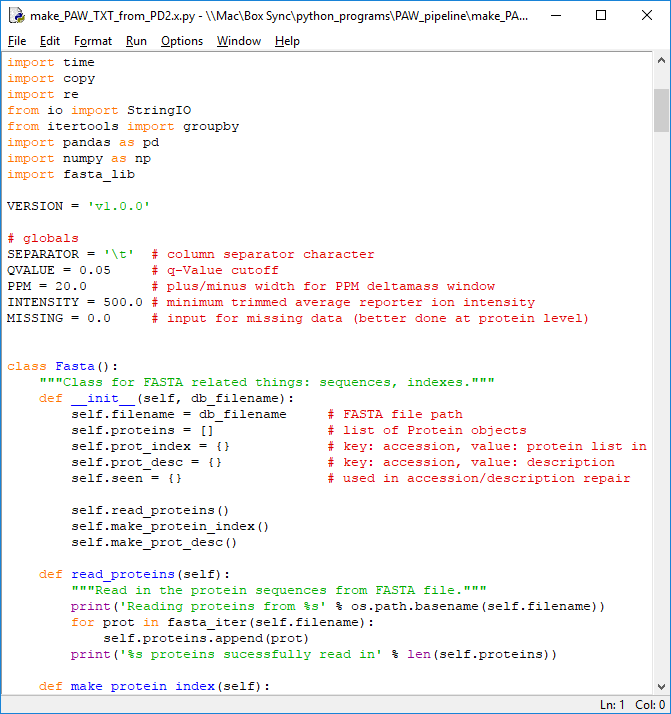 make_PAW_TXT_from_PD2.x.py - \\Mac\Box Sync\python_programs\PAW_pipeline\make_PA...
File Edit Format Run Options Window Help
import time
import copy
import re
from io import StringIO
from itertools import groupby
import pandas as pd
import numpy as np
import fasta_lib

VERSION = 'v1.0.0'

# globals
SEPARATOR = '\t'  # column separator character
QVALUE = 0.05     # q-Value cutoff
PPM = 20.0        # plus/minus width for PPM deltamass window
INTENSITY = 500.0 # minimum trimmed average reporter ion intensity
MISSING = 0.0     # input for missing data (better done at protein level)


class Fasta():
    """Class for FASTA related things: sequences, indexes."""
    def __init__(self, db_filename):
        self.filename = db_filename     # FASTA file path
        self.proteins = []              # list of Protein objects
        self.prot_index = {}            # key: accession, value: protein list in
        self.prot_desc = {}             # key: accession, value: description
        self.seen = {}                  # used in accession/description repair

        self.read_proteins()
        self.make_protein_index()
        self.make_prot_desc()

    def read_proteins(self):
        """Read in the protein sequences from FASTA file."""
        print('Reading proteins from %s' % os.path.basename(self.filename))
        for prot in fasta_iter(self.filename):
            self.proteins.append(prot)
        print('%s proteins sucessfully read in' % len(self.proteins))

    def make_protein_index(self):
Ln: 1 Col: 0